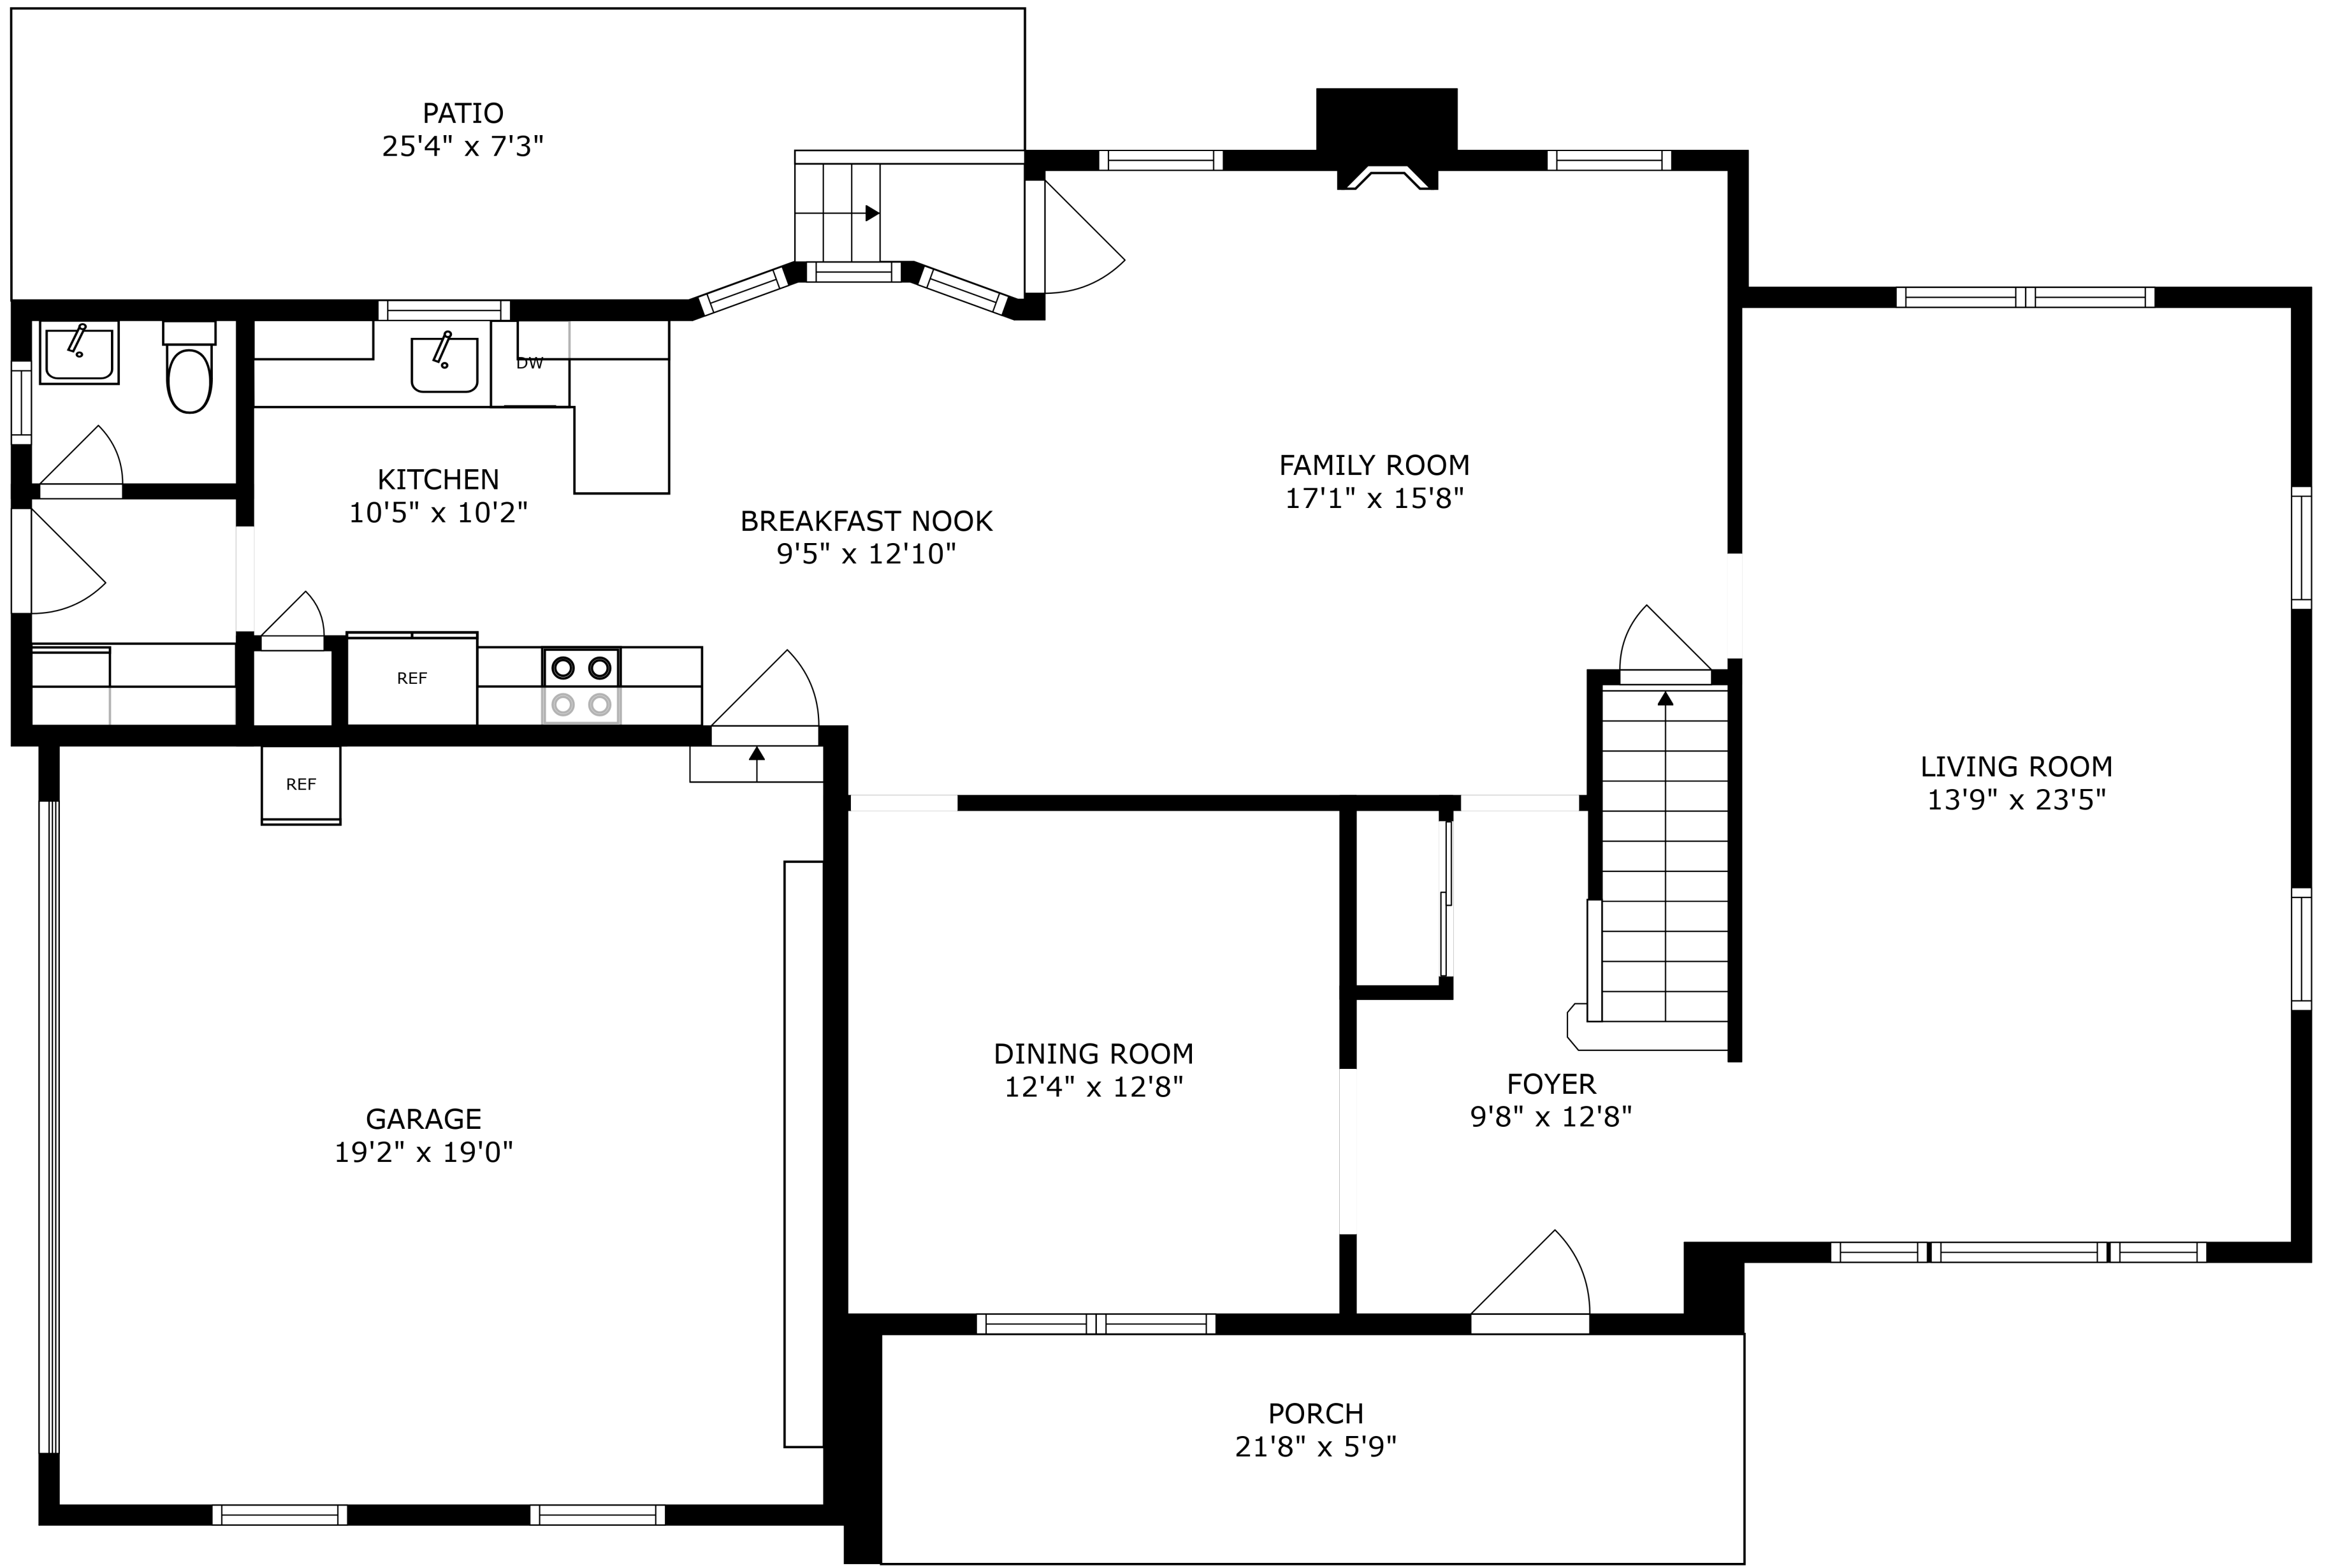 PATIO
25'4" x 7'3"
DW
KITCHEN
10'5" x 10'2"
BREAKFAST NOOK
9'5" x 12'10"
FAMILY ROOM
17'1" x 15'8"
REF
REF
LIVING ROOM
13'9" x 23'5"
DINING ROOM
12'4" x 12'8"
FOYER
9'8" x 12'8"
GARAGE
19'2" x 19'0"
PORCH
21'8" x 5'9"